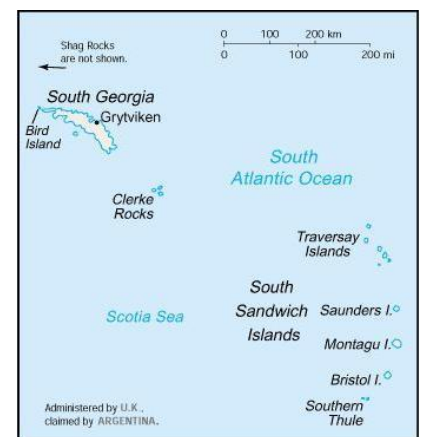 Shag Rocks
are not shown.
0 100 200 km
0 100 200 mi
South Georgia
Grytviken
Bird
Island
South
Atlantic Ocean
Clerke
Rocks
Traversay
Islands
South
Sandwich
Islands
Saunders I.
Scotia Sea
Montagu I.
Bristol I.
Southern
Thule
Administered by U.K.,
claimed by ARGENTINA.